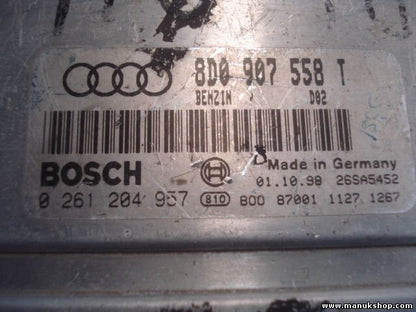 8D0 907 558 T
BENZIN D02
BOSCH
Made in Germany
01.10.98 26SA5452
0 261 204 957 810 800 87001 1127 1267
www.manukshop.com